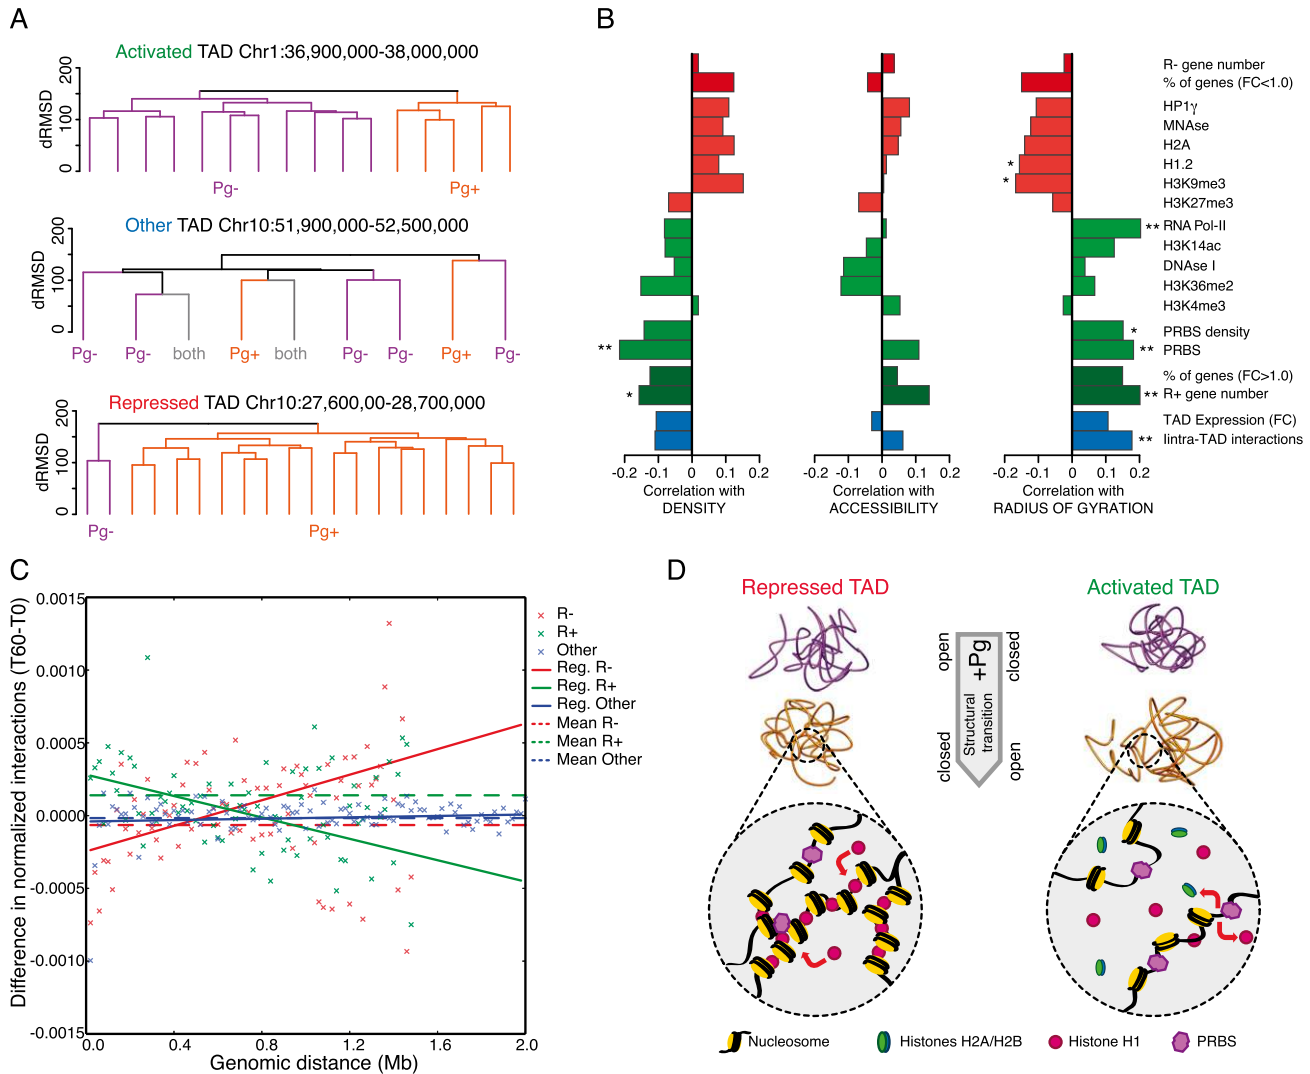 A
Activated TAD Chr1:36,900,000-38,000,000
dRMSD
200
100
0
Pg-
Pg+
Other TAD Chr10:51,900,000-52,500,000
dRMSD
200
100
0
Pg-
Pg-
both
Pg+
both
Pg-
Pg-
Pg+
Pg-
Repressed TAD Chr10:27,600,00-28,700,000
dRMSD
200
100
0
Pg-
Pg+
B
R- gene number
% of genes (FC<1.0)
HP1γ
MNAse
H2A
* H1.2
* H3K9me3
H3K27me3
** RNA Pol-II
H3K14ac
DNAse I
H3K36me2
H3K4me3
* PRBS density
** ** PRBS
% of genes (FC>1.0)
* ** R+ gene number
TAD Expression (FC)
** Iintra-TAD interactions
-0.2 -0.1 0 0.1 0.2
Correlation with
DENSITY
-0.2 -0.1 0 0.1 0.2
Correlation with
ACCESSIBILITY
-0.2 -0.1 0 0.1 0.2
Correlation with
RADIUS OF GYRATION
C
Difference in normalized interactions (T60-T0)
0.0015
0.0010
0.0005
0.0000
-0.0005
-0.0010
-0.0015
0.0 0.4 0.8 1.2 1.6 2.0
Genomic distance (Mb)
R-
R+
Other
Reg. R-
Reg. R+
Reg. Other
Mean R-
Mean R+
Mean Other
D
Repressed TAD
Activated TAD
open
closed
+Pg
Structural
transition
closed
open
Nucleosome
Histones H2A/H2B
Histone H1
PRBS